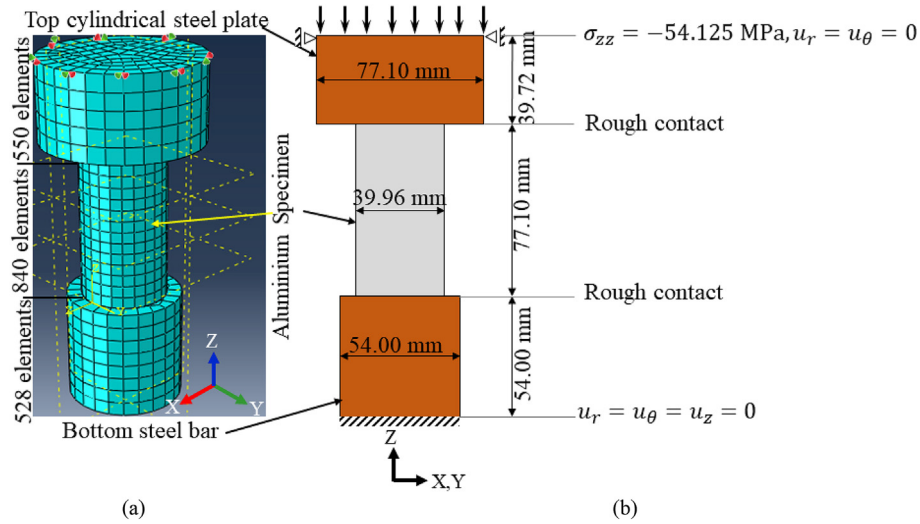 Top cylindrical steel plate
550 elements
840 elements
528 elements
Aluminium Specimen
Bottom steel bar
Z
X
Y
(a)
σzz = −54.125 MPa, ur = uθ = 0
77.10 mm
39.72 mm
Rough contact
39.96 mm
77.10 mm
Rough contact
54.00 mm
54.00 mm
ur = uθ = uz = 0
Z
X,Y
(b)